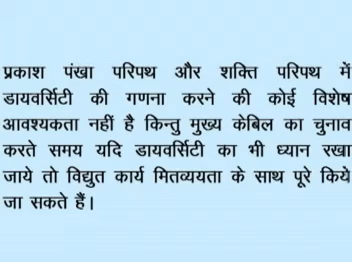 प्रकाश पंखा परिपथ और शक्ति परिपथ में
डायवर्सिटी की गणना करने की कोई विशेष
आवश्यकता नहीं है किन्तु मुख्य केबिल का चुनाव
करते समय यदि डायवर्सिटी का भी ध्यान रखा
जाये तो विद्युत कार्य मितव्ययता के साथ पूरे किये
जा सकते हैं।